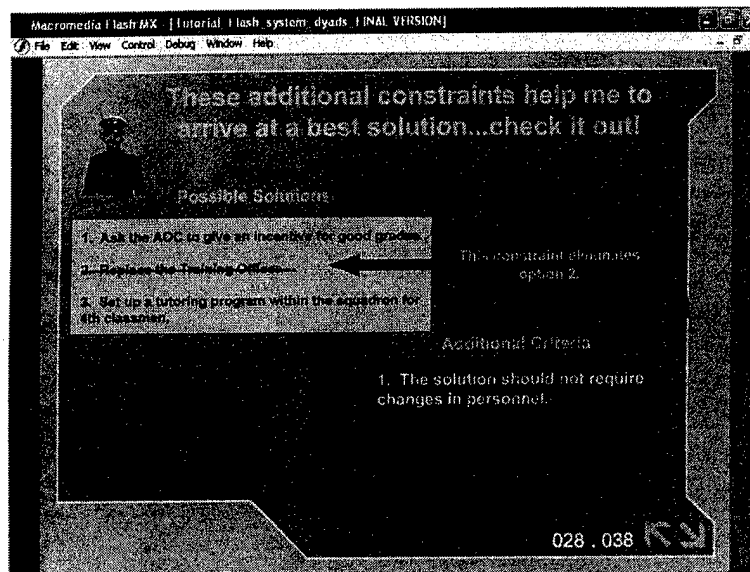 Macromedia Flash MX - [Tutorial_Flash_system_dyads_FINAL VERSION]
File Edit View Control Debug Window Help
These additional constraints help me to
arrive at a best solution...check it out!
Possible Solutions
1. Ask the AOC to give an incentive for good grades.
2. Replace the Training Officer.
This constraint eliminates
option 2.
3. Set up a tutoring program within the squadron for
4th classmen.
Additional Criteria
1. The solution should not require
changes in personnel.
028 . 038